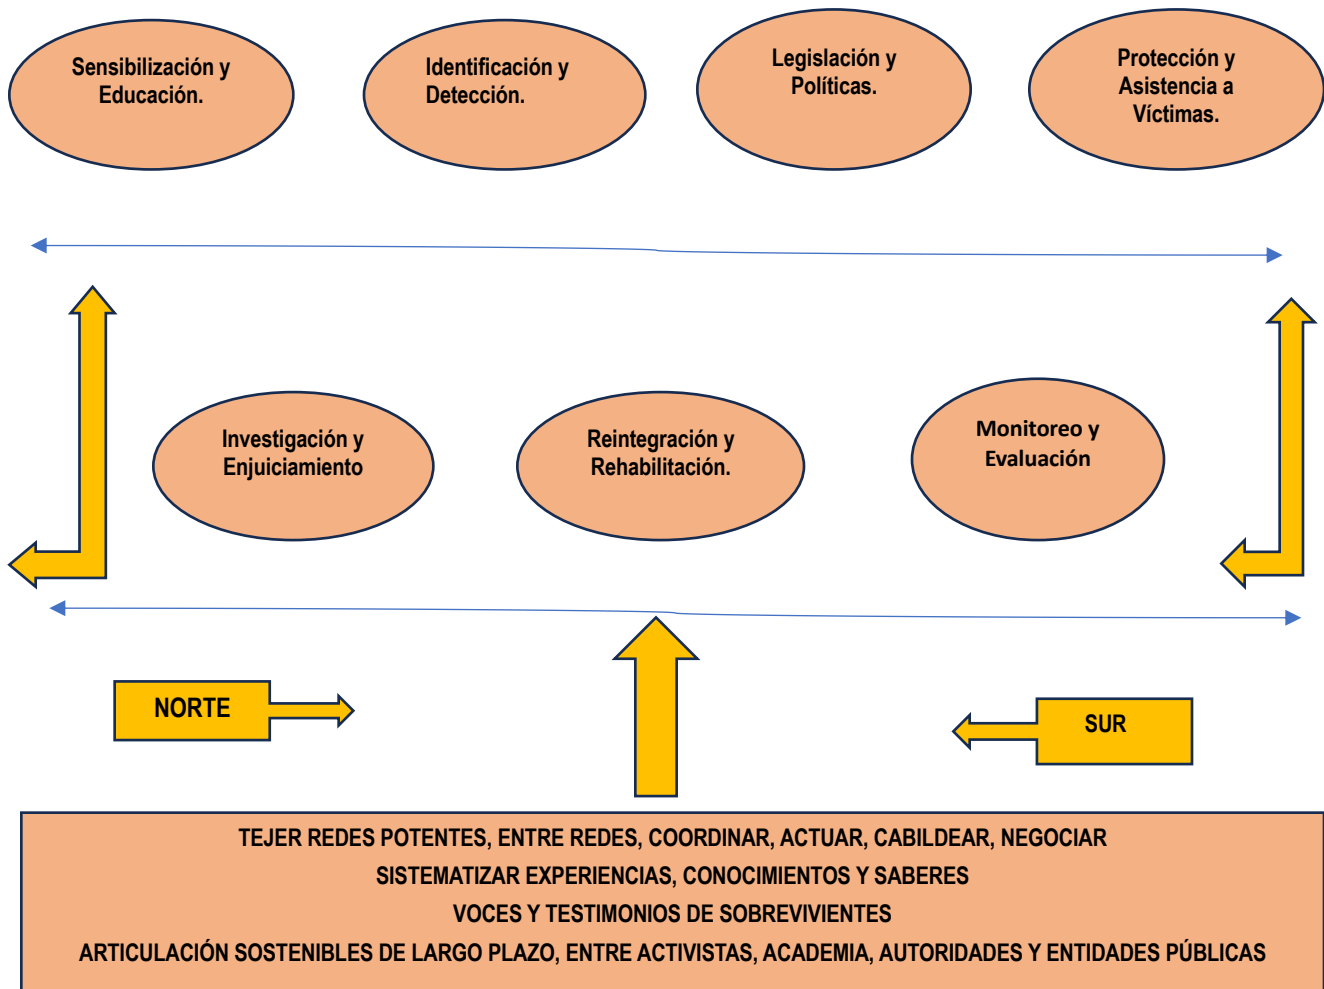 Sensibilización y
Educación.
Identificación y
Detección.
Legislación y
Políticas.
Protección y
Asistencia a
Víctimas.
Investigación y
Enjuiciamiento
Reintegración y
Rehabilitación.
Monitoreo y
Evaluación
NORTE
SUR
TEJER REDES POTENTES, ENTRE REDES, COORDINAR, ACTUAR, CABILDEAR, NEGOCIAR
SISTEMATIZAR EXPERIENCIAS, CONOCIMIENTOS Y SABERES
VOCES Y TESTIMONIOS DE SOBREVIVIENTES
ARTICULACIÓN SOSTENIBLES DE LARGO PLAZO, ENTRE ACTIVISTAS, ACADEMIA, AUTORIDADES Y ENTIDADES PÚBLICAS